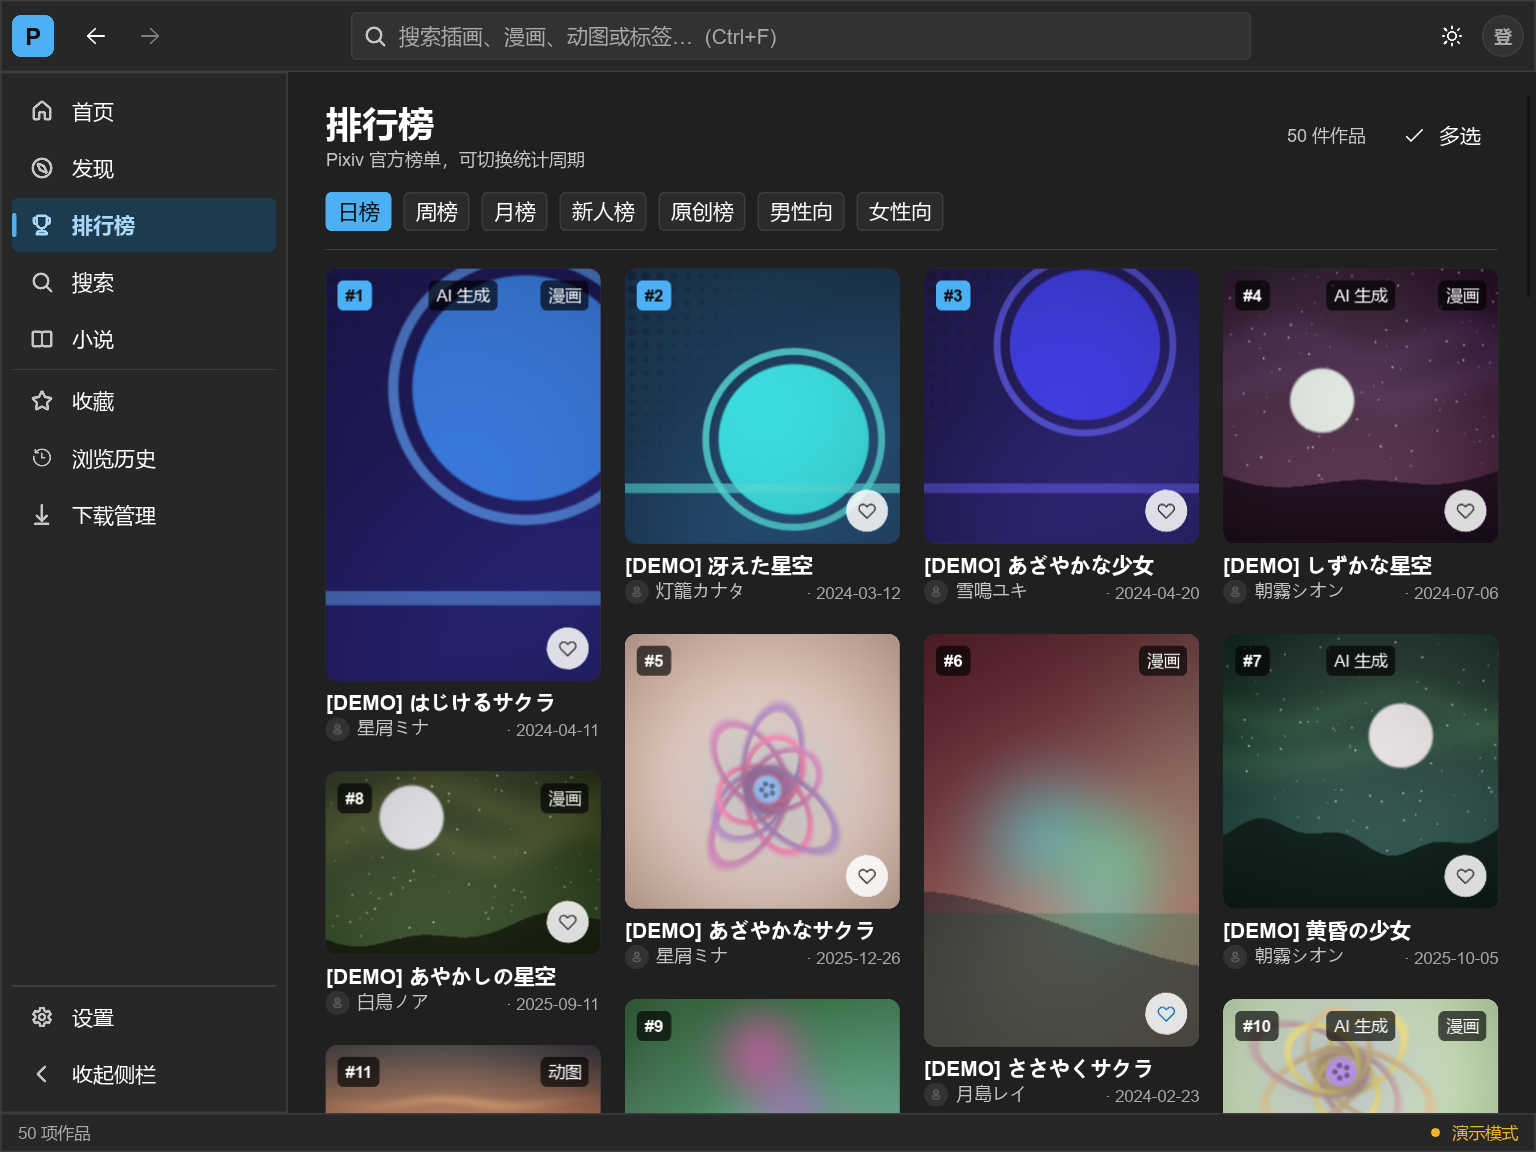 P
搜索插画、漫画、动图或标签… (Ctrl+F)
登
首页
发现
排行榜
搜索
小说
收藏
浏览历史
下载管理
设置
收起侧栏
排行榜
Pixiv 官方榜单，可切换统计周期
50 件作品
多选
日榜 周榜 月榜 新人榜 原创榜 男性向 女性向
#1 AI 生成 漫画
[DEMO] はじけるサクラ
星屑ミナ · 2024-04-11
#2
[DEMO] 冴えた星空
灯籠カナタ · 2024-03-12
#3
[DEMO] あざやかな少女
雪鳴ユキ · 2024-04-20
#4 AI 生成 漫画
[DEMO] しずかな星空
朝霧シオン · 2024-07-06
#5
[DEMO] あざやかなサクラ
星屑ミナ · 2025-12-26
#6 漫画
[DEMO] ささやくサクラ
月島レイ · 2024-02-23
#7 AI 生成
[DEMO] 黄昏の少女
朝霧シオン · 2025-10-05
#8 漫画
[DEMO] あやかしの星空
白鳥ノア · 2025-09-11
#9
#10 AI 生成 漫画
#11 动图
50 项作品
演示模式